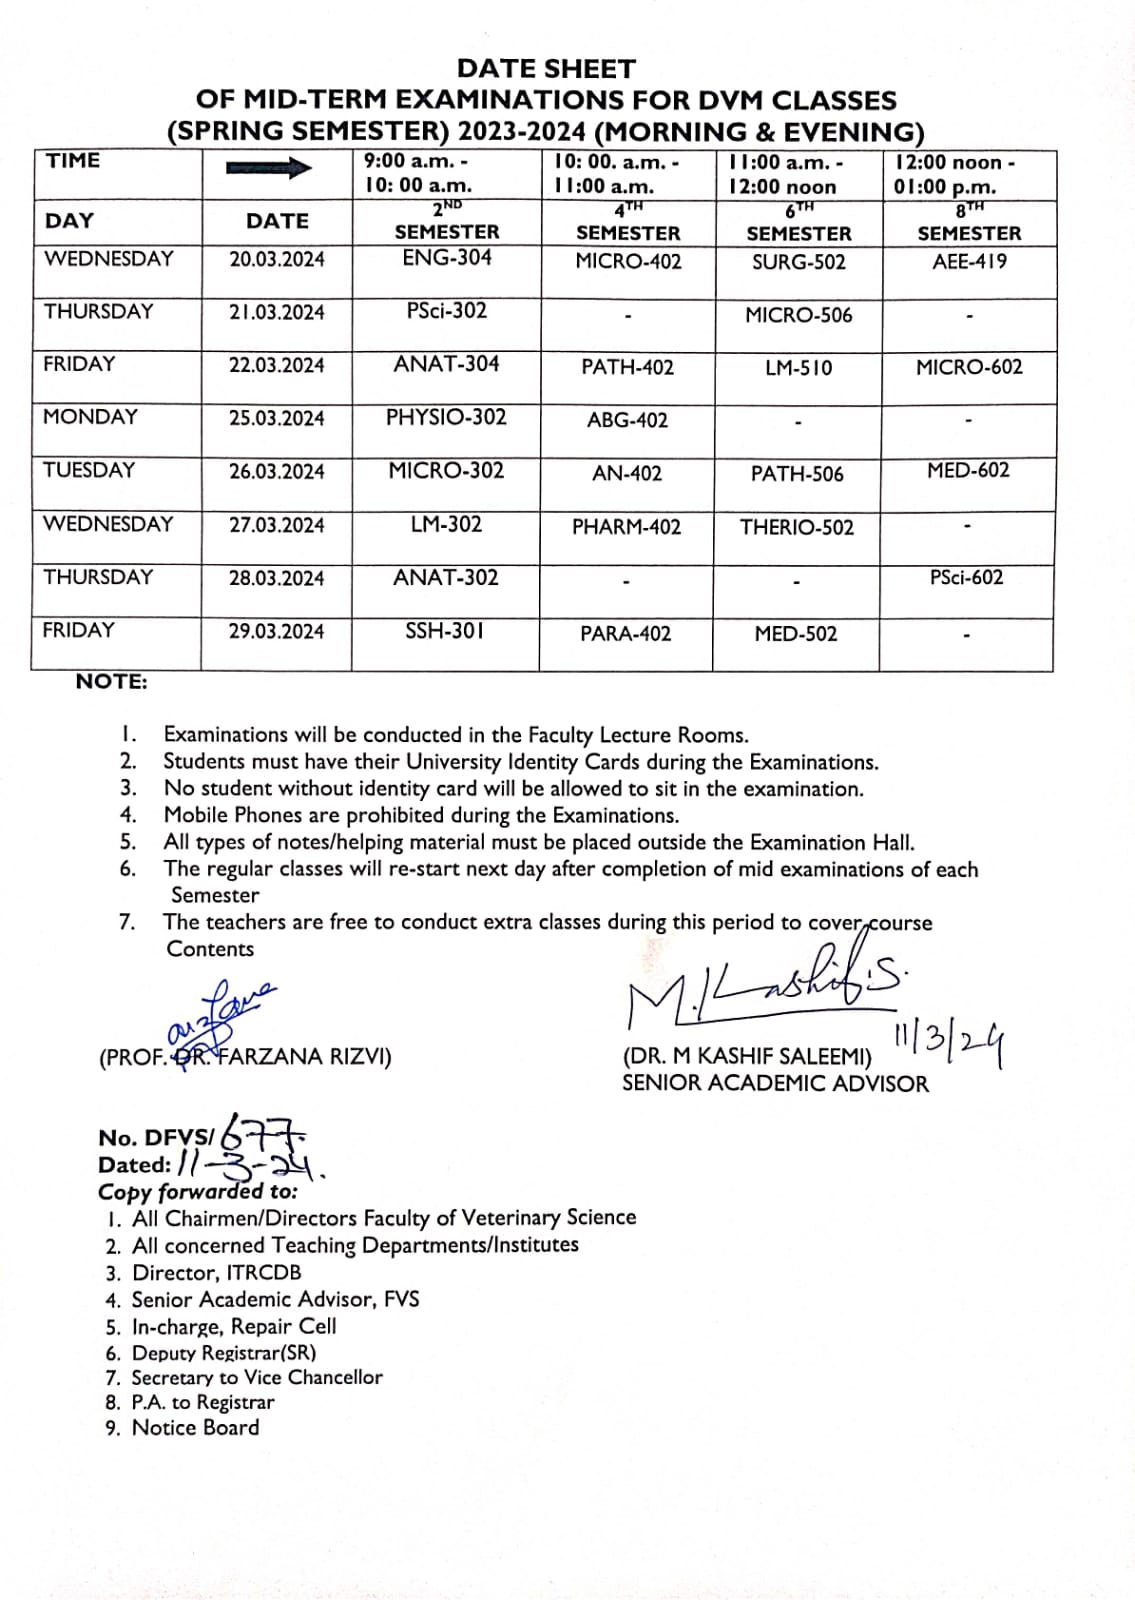 DATE SHEET
OF MID-TERM EXAMINATIONS FOR DVM CLASSES
(SPRING SEMESTER) 2023-2024 (MORNING & EVENING)
TIME 9:00 a.m. - 10: 00 a.m. 10: 00. a.m. - 11:00 a.m. 11:00 a.m. - 12:00 noon 12:00 noon - 01:00 p.m.
DAY DATE 2ND SEMESTER 4TH SEMESTER 6TH SEMESTER 8TH SEMESTER
WEDNESDAY 20.03.2024 ENG-304 MICRO-402 SURG-502 AEE-419
THURSDAY 21.03.2024 PSci-302 - MICRO-506 -
FRIDAY 22.03.2024 ANAT-304 PATH-402 LM-510 MICRO-602
MONDAY 25.03.2024 PHYSIO-302 ABG-402 - -
TUESDAY 26.03.2024 MICRO-302 AN-402 PATH-506 MED-602
WEDNESDAY 27.03.2024 LM-302 PHARM-402 THERIO-502 -
THURSDAY 28.03.2024 ANAT-302 - - PSci-602
FRIDAY 29.03.2024 SSH-301 PARA-402 MED-502 -
NOTE:
1. Examinations will be conducted in the Faculty Lecture Rooms.
2. Students must have their University Identity Cards during the Examinations.
3. No student without identity card will be allowed to sit in the examination.
4. Mobile Phones are prohibited during the Examinations.
5. All types of notes/helping material must be placed outside the Examination Hall.
6. The regular classes will re-start next day after completion of mid examinations of each
Semester
7. The teachers are free to conduct extra classes during this period to cover course
Contents
M. Kashif.S.
11/3/24
(PROF. DR. FARZANA RIZVI) (DR. M KASHIF SALEEMI)
SENIOR ACADEMIC ADVISOR
No. DFVS/ 677.
Dated: 11-3-24.
Copy forwarded to:
1. All Chairmen/Directors Faculty of Veterinary Science
2. All concerned Teaching Departments/Institutes
3. Director, ITRCDB
4. Senior Academic Advisor, FVS
5. In-charge, Repair Cell
6. Deputy Registrar(SR)
7. Secretary to Vice Chancellor
8. P.A. to Registrar
9. Notice Board